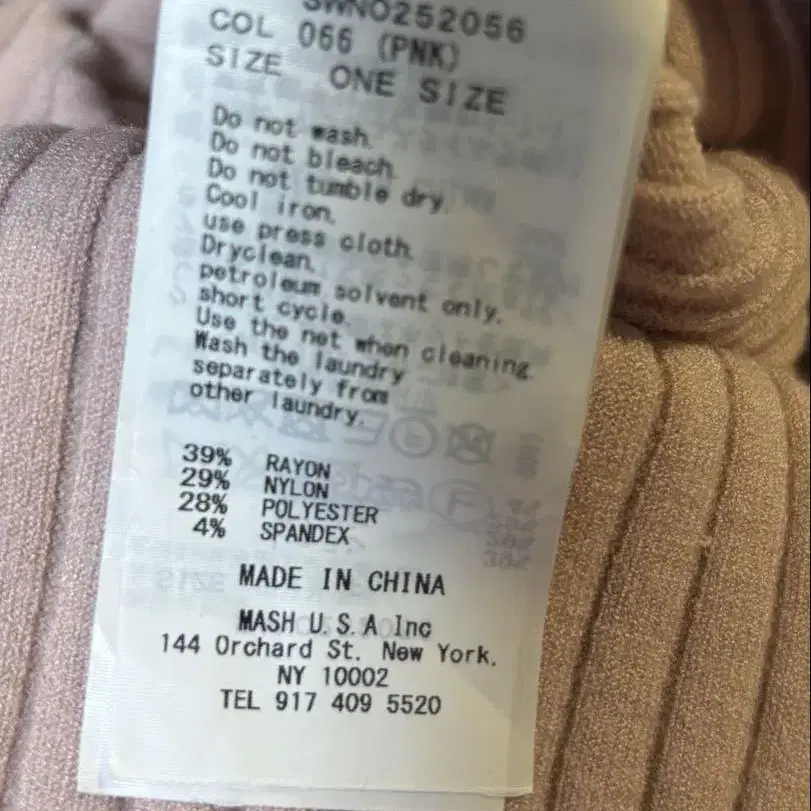 SWNO252056
COL 066 (PNK)
SIZE ONE SIZE
Do not wash.
Do not bleach.
Do not tumble dry.
Cool iron.
use press cloth.
Dryclean.
petroleum solvent only.
short cycle.
Use the net when cleaning.
Wash the laundry
separately from
other laundry.
39% RAYON
29% NYLON
28% POLYESTER
4% SPANDEX
MADE IN CHINA
MASH U.S.A Inc
144 Orchard St. New York,
NY 10002
TEL 917 409 5520